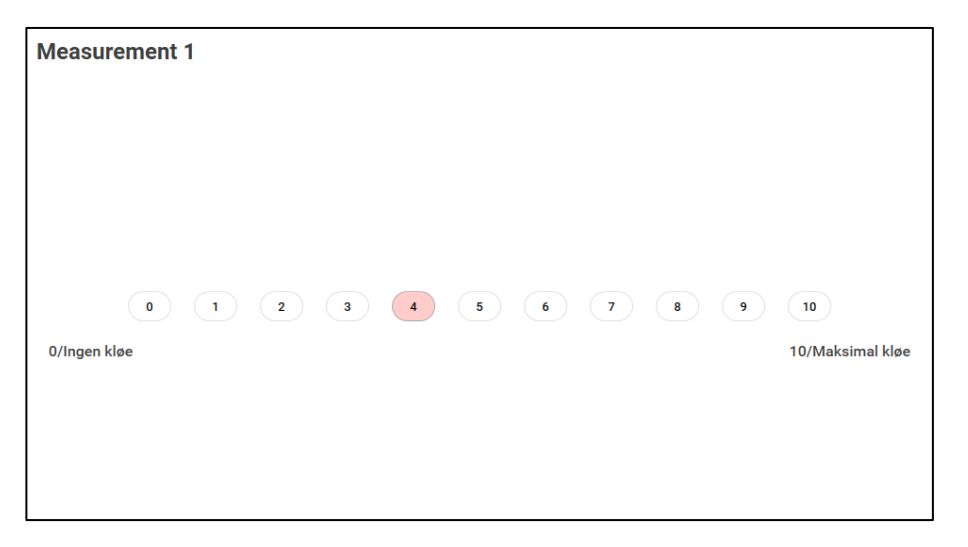 Measurement 1
0 1 2 3 4 5 6 7 8 9 10
0/Ingen kløe 10/Maksimal kløe